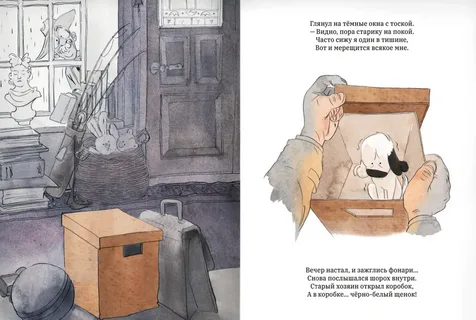 Глянул на тёмные окна с тоской.
— Видно, пора старику на покой.
Часто сижу я один в тишине,
Вот и мерещится всякое мне.
Вечер настал, и зажглись фонари...
Снова послышался шорох внутри.
Старый хозяин открыл коробок,
А в коробке... чёрно-белый щенок!